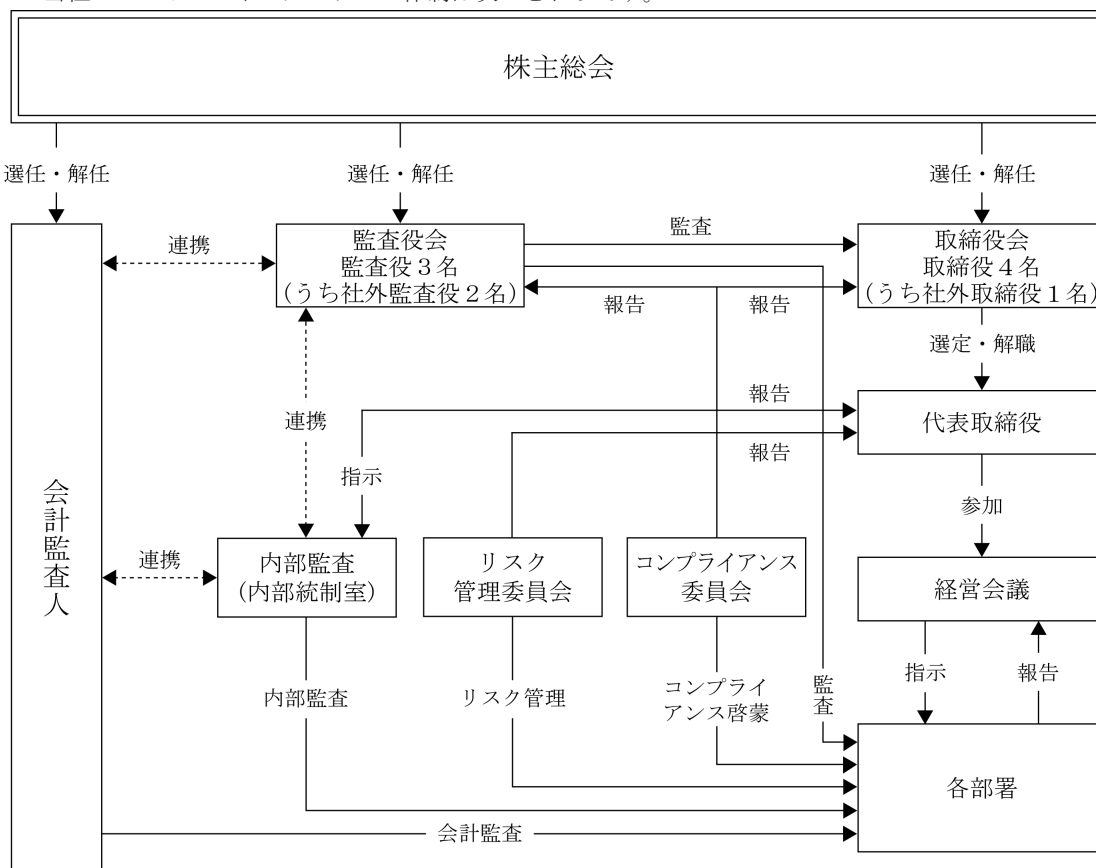 株主総会
選任・解任
選任・解任
選任・解任
連携
監査役会
監査役3名
(うち社外監査役2名)
監査
報告
報告
取締役会
取締役4名
(うち社外取締役1名)
選定・解職
報告
代表取締役
連携
報告
指示
参加
会計監査人
連携
内部監査
(内部統制室)
リスク
管理委員会
コンプライアンス
委員会
経営会議
指示
報告
内部監査
リスク管理
コンプライ
アンス啓蒙
監査
各部署
会計監査